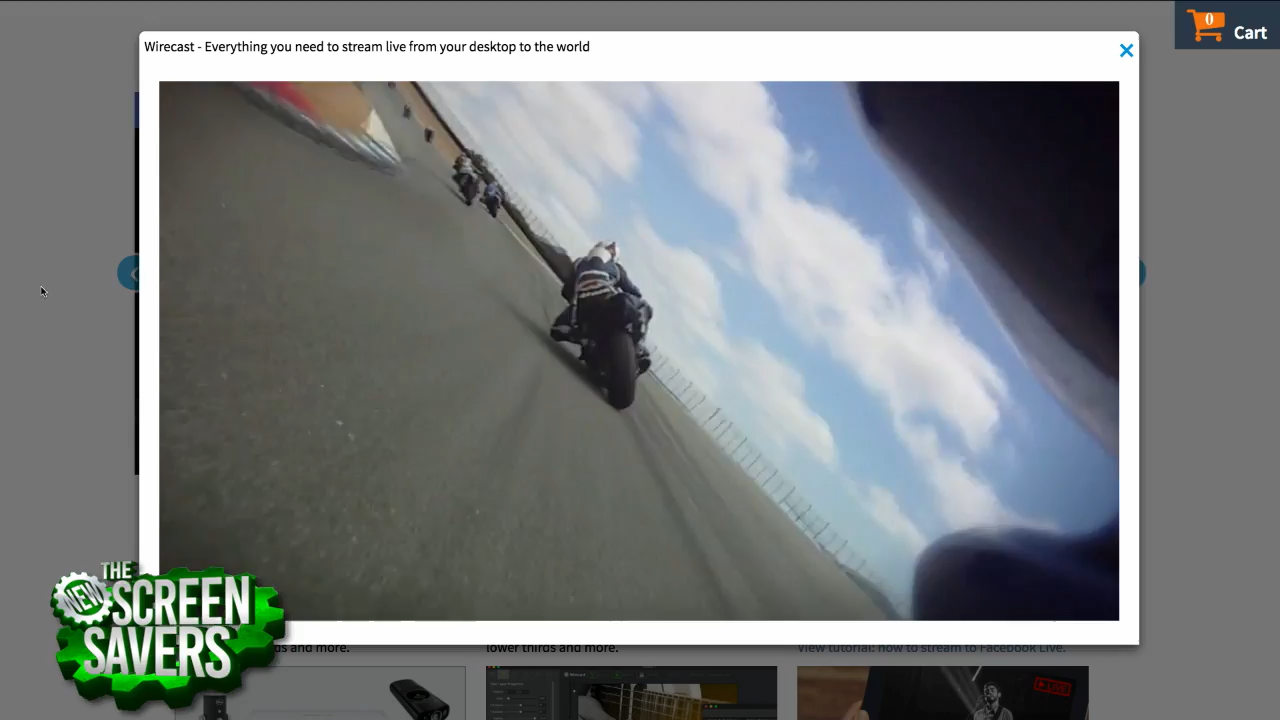 0
Cart
Wirecast - Everything you need to stream live from your desktop to the world
THE
NEW
SCREEN
SAVERS
ds and more.
lower thirds and more.
View tutorial: how to stream to Facebook Live.
LIVE